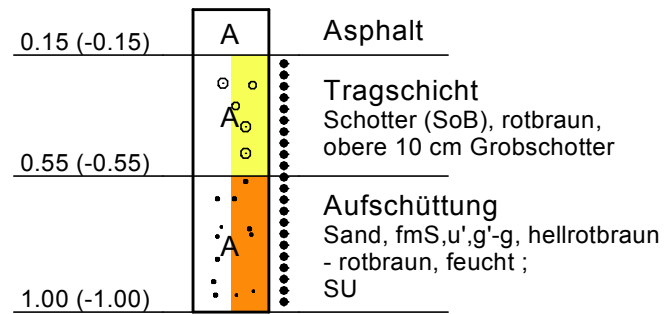 A
Asphalt
0.15 (-0.15)
Tragschicht
A
Schotter (SoB), rotbraun,
obere 10 cm Grobschotter
0.55 (-0.55)
Aufschüttung
A
Sand, fmS,u',g'-g, hellrotbraun
- rotbraun, feucht ;
SU
1.00 (-1.00)